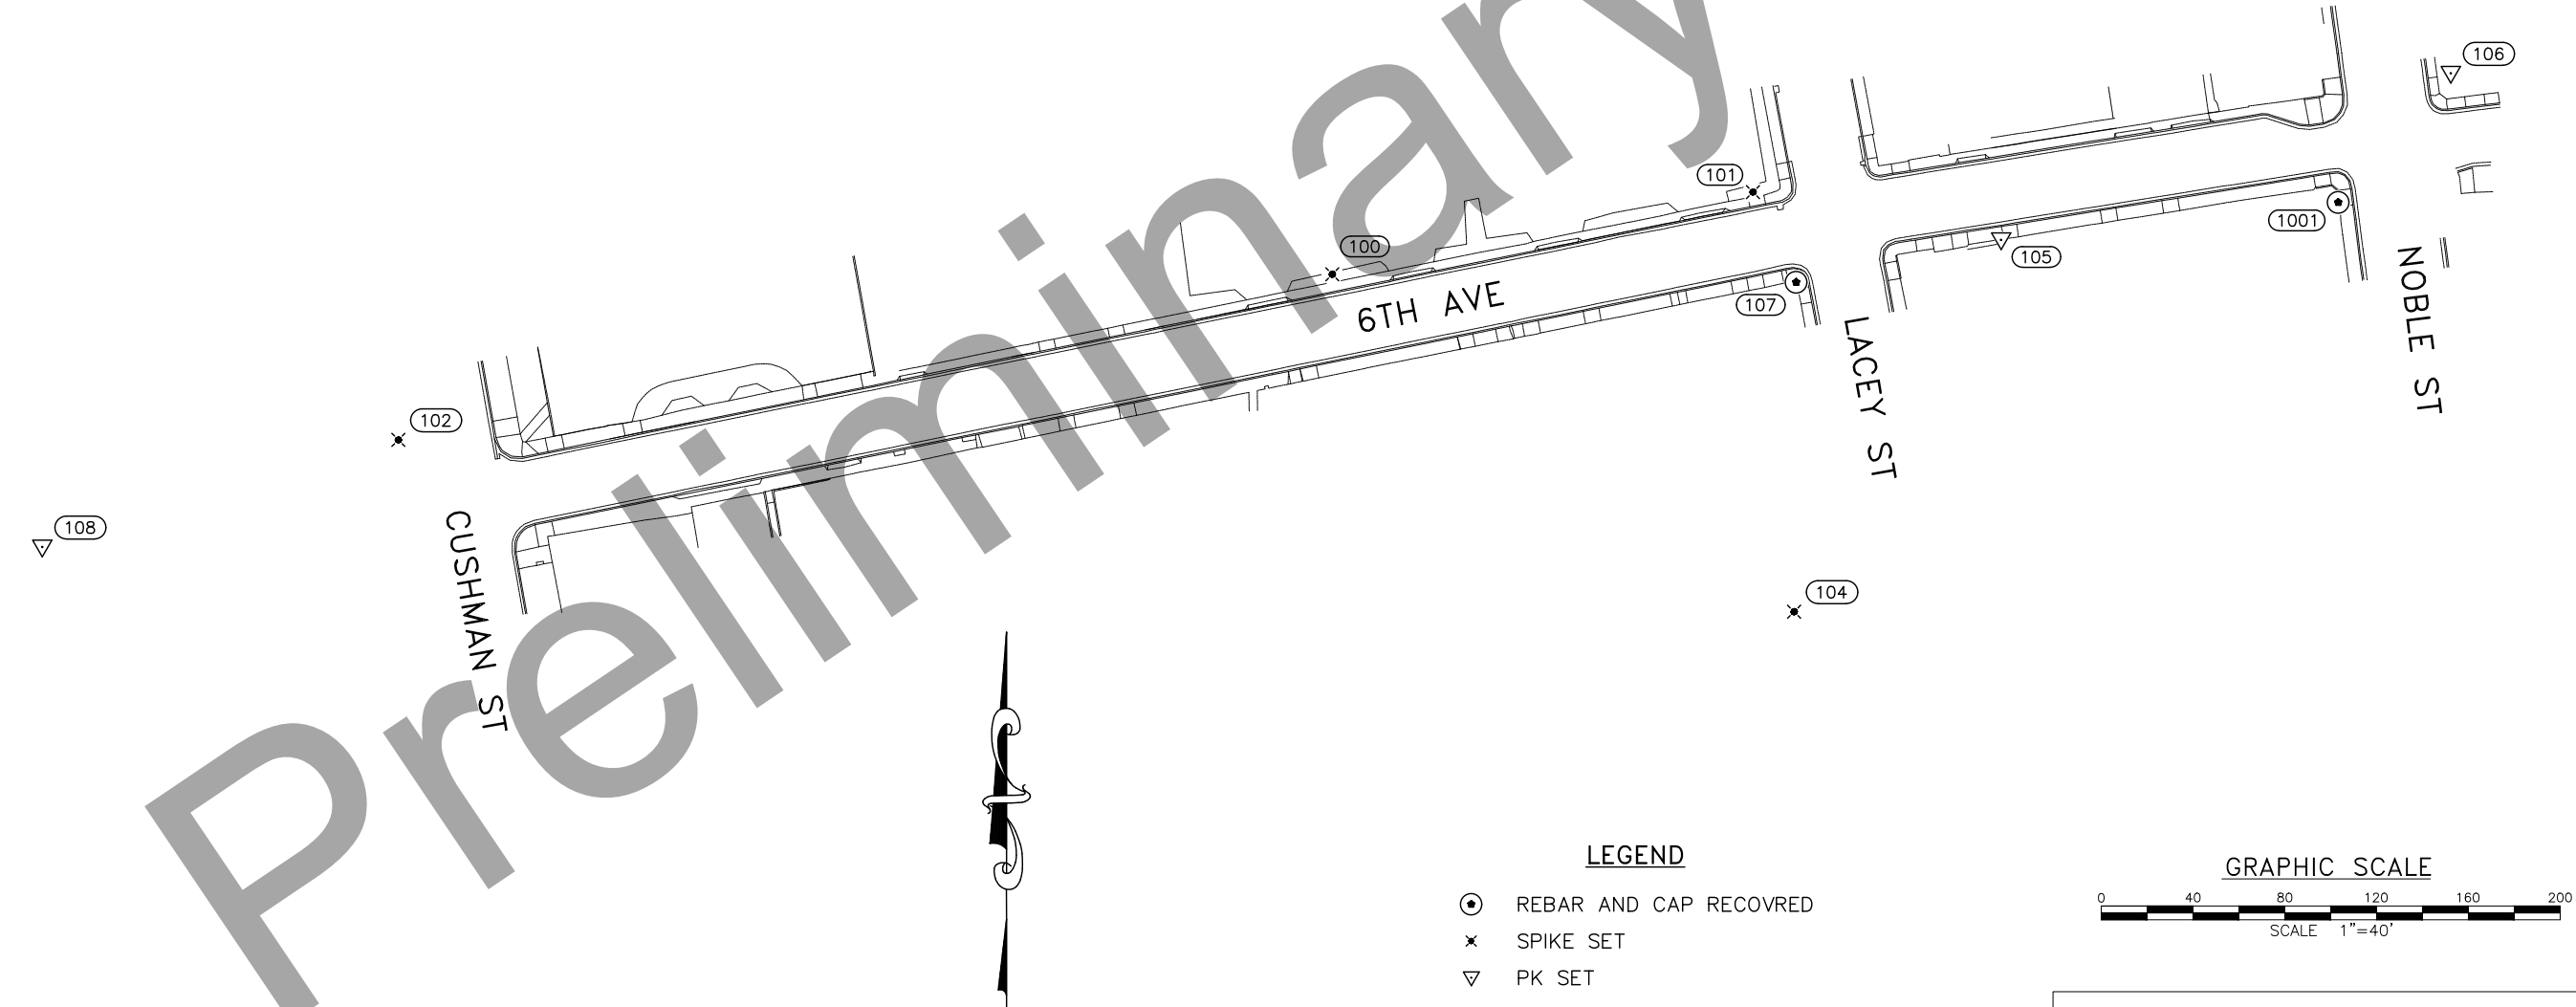 Preliminary
106
101
1001
100
105
6TH AVE
107
NOBLE ST
LACEY ST
102
108
CUSHMAN ST
104
LEGEND
REBAR AND CAP RECOVRED
SPIKE SET
PK SET
GRAPHIC SCALE
0 40 80 120 160 200
SCALE 1"=40'